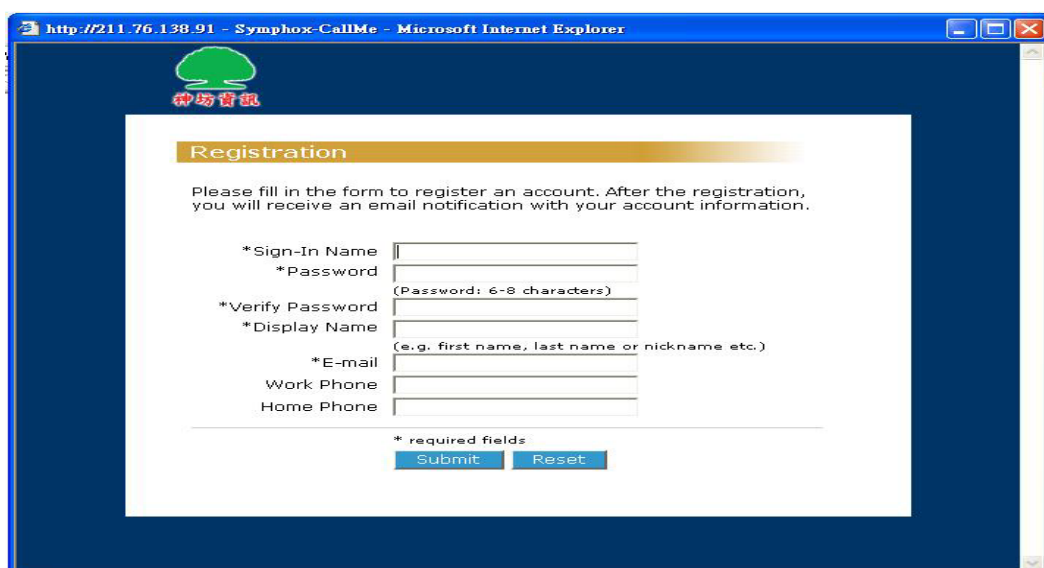 http://211.76.138.91 - Symphox-CallMe - Microsoft Internet Explorer
神坊資訊
Registration
Please fill in the form to register an account. After the registration,
you will receive an email notification with your account information.
*Sign-In Name
*Password
(Password: 6-8 characters)
*Verify Password
*Display Name
(e.g. first name, last name or nickname etc.)
*E-mail
Work Phone
Home Phone
* required fields
Submit Reset